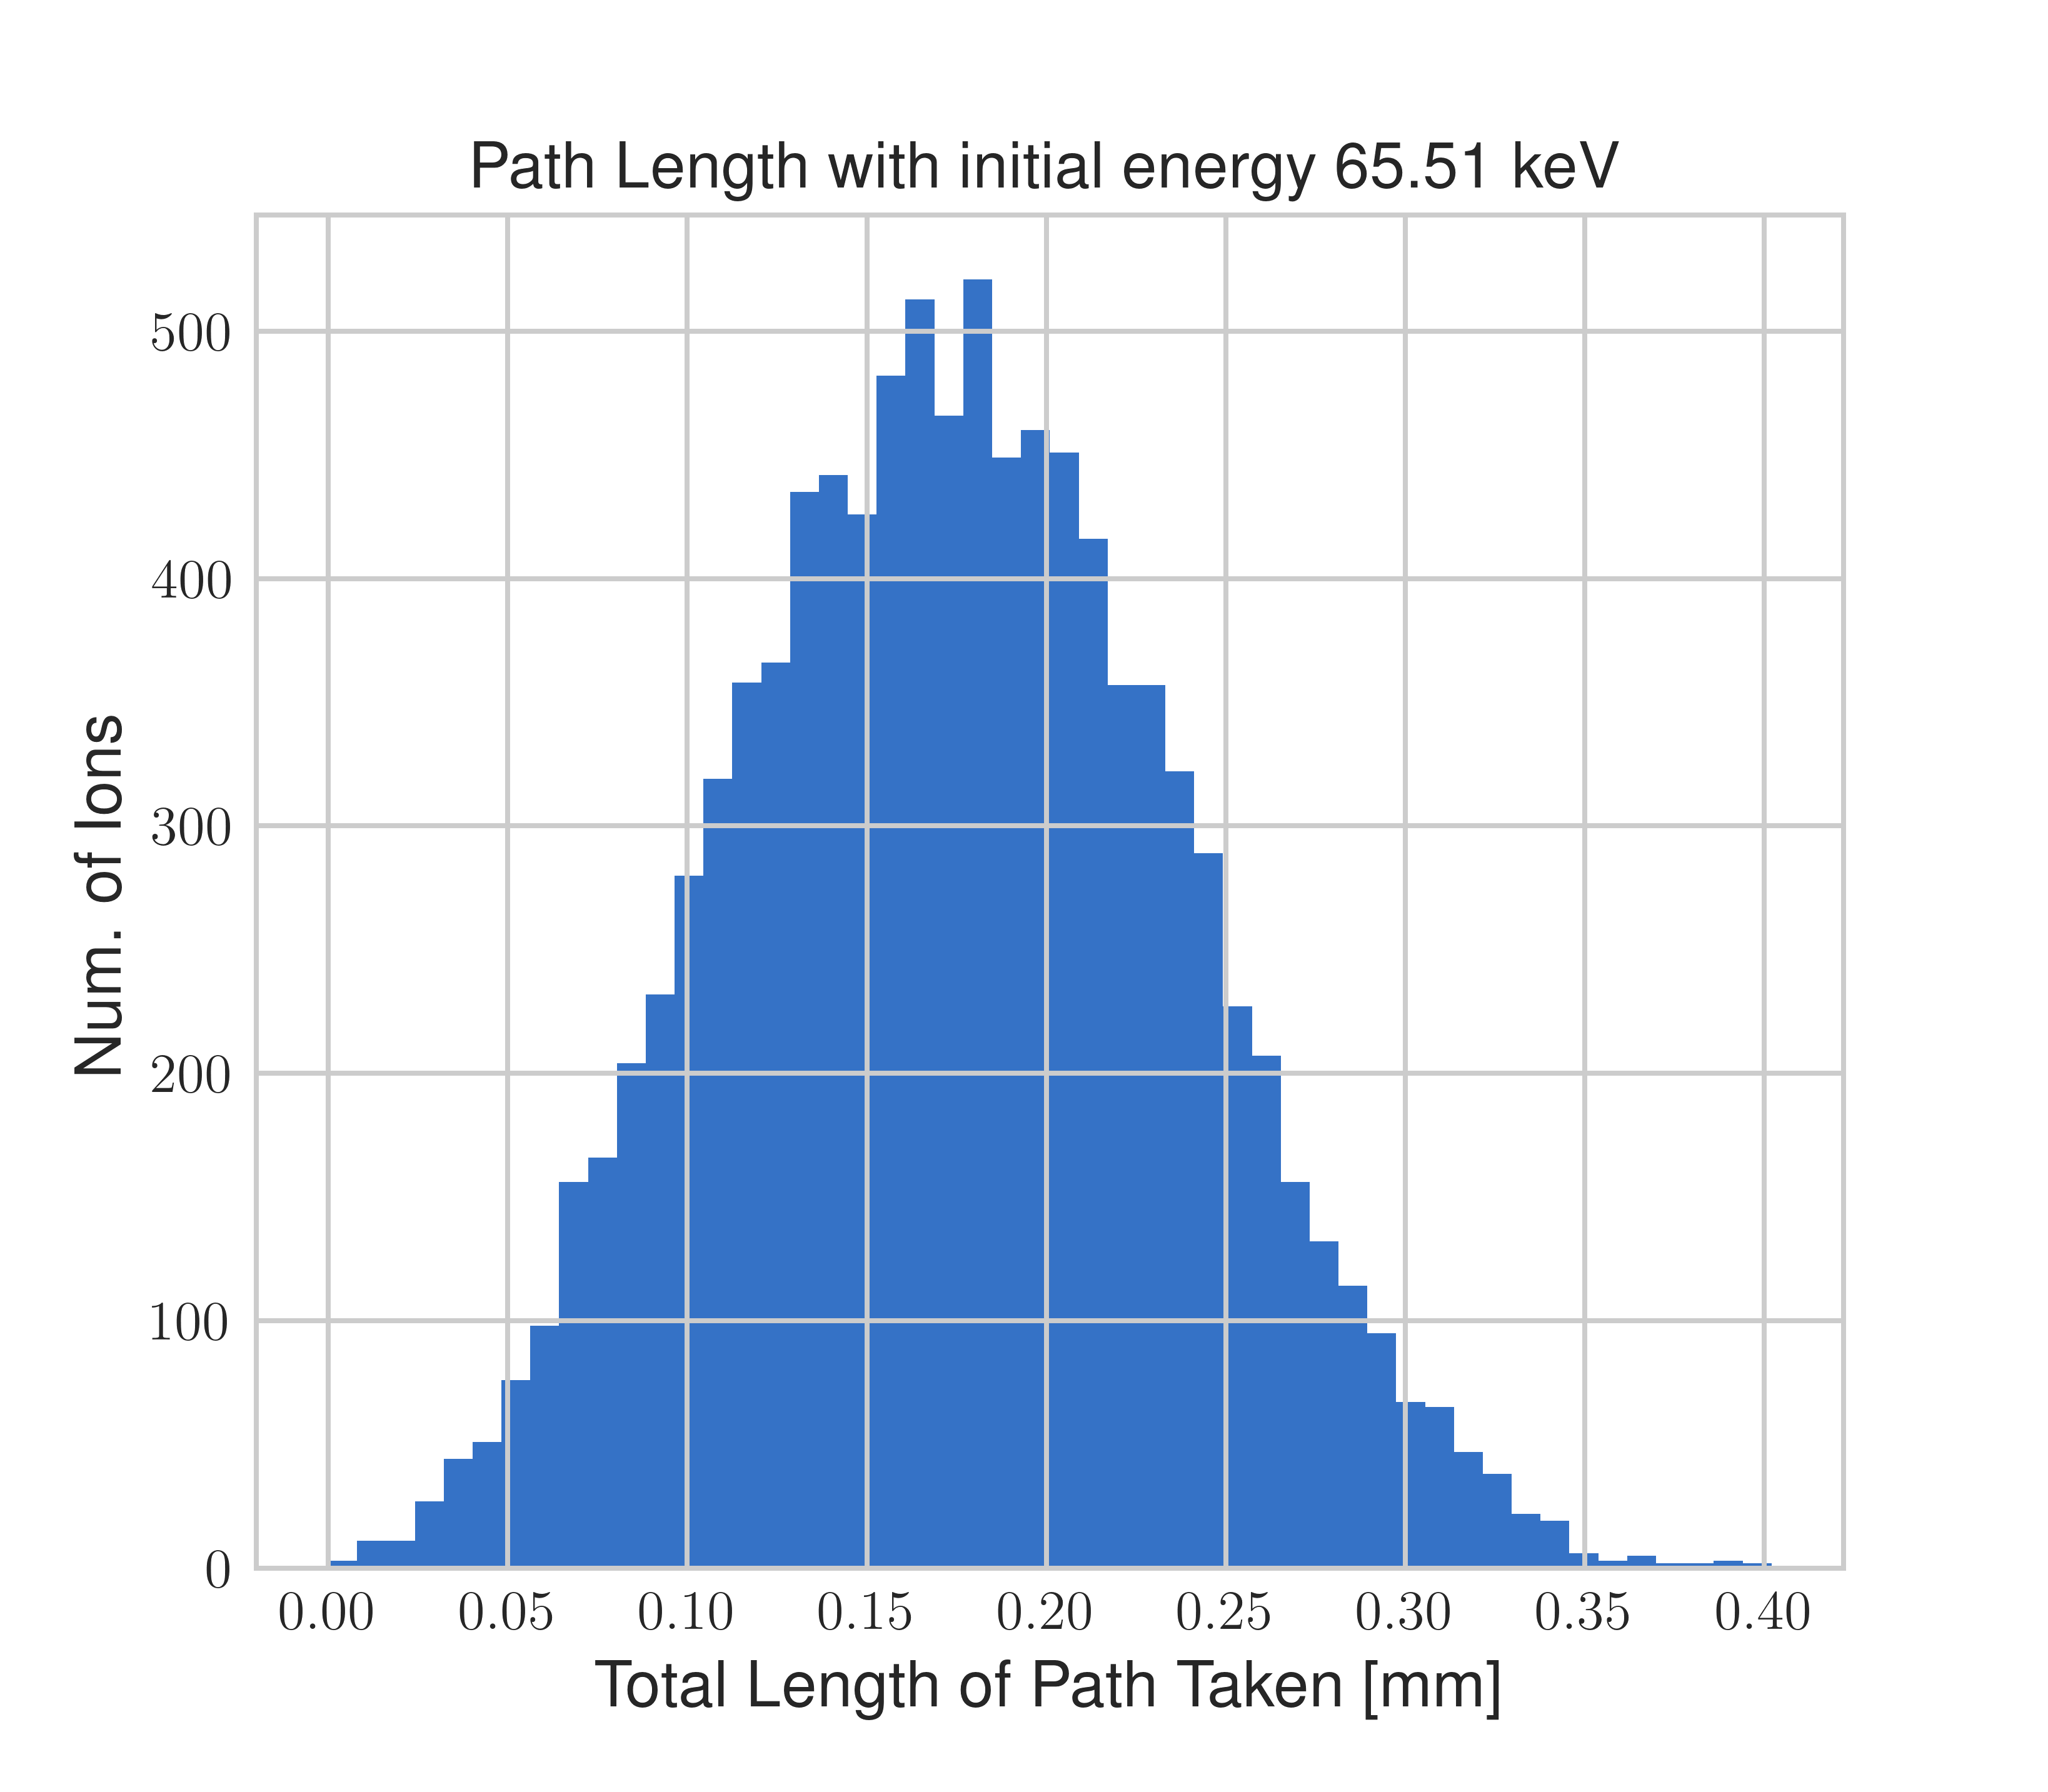 Path Length with initial energy 65.51 keV
500
400
300
200
100
0
Num. of Ions
0.00 0.05 0.10 0.15 0.20 0.25 0.30 0.35 0.40
Total Length of Path Taken [mm]